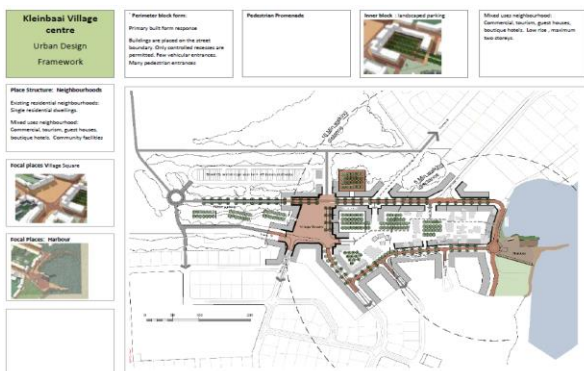 Kleinbaai Village
centre
Urban Design
Framework
Perimeter block form.
Primary built form response
Buildings are placed on the street
boundary. Only controlled recesses are
permitted. Few vehicular entrances.
Many pedestrian entrances
Pedestrian Promenade
Inner block : landscaped parking
Mixed uses neighbourhood:
Commercial, tourism, guest houses,
boutique hotels. Low rise , maximum
two storeys.
Place Structure: Neighbourhoods
Existing residential neighbourhoods:
Single residential dwellings.
Mixed uses neighbourhood:
Commercial, tourism, guest houses,
boutique hotels. Community facilities
Focal places Village Square
Focal Places: Harbour
Village Square